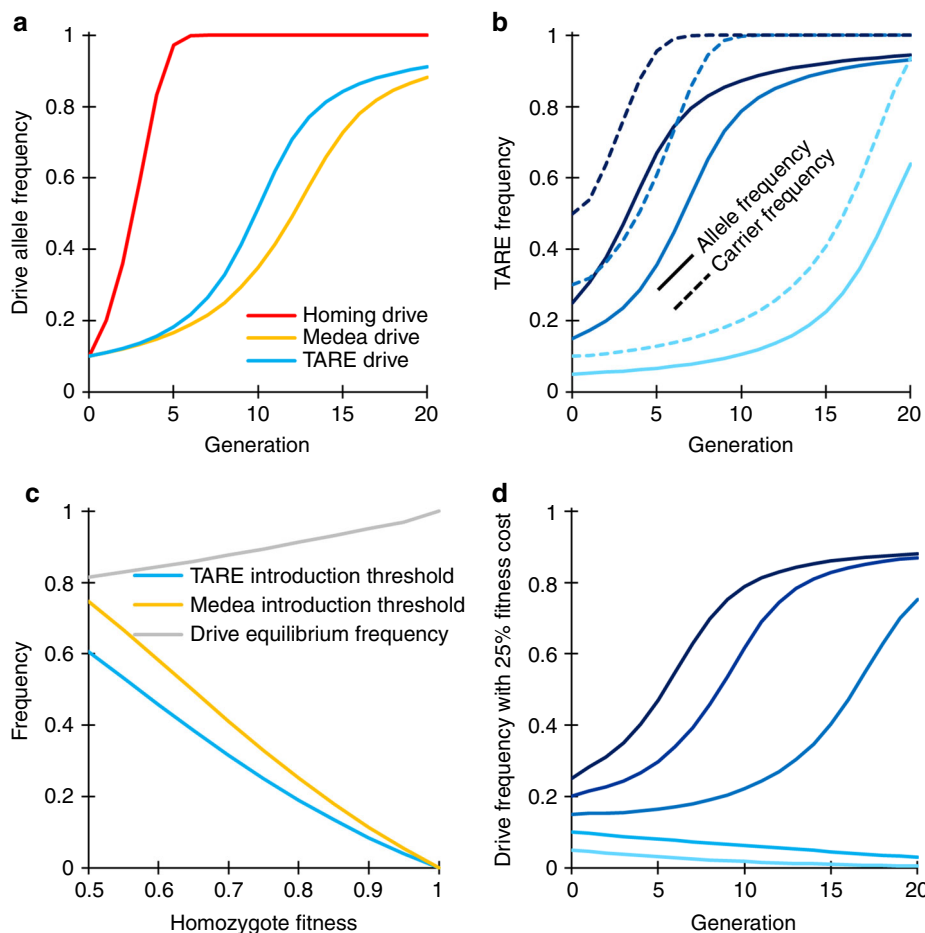 a
1
0.8
0.6
0.4
0.2
0
Drive allele frequency
Homing drive
Medea drive
TARE drive
0 5 10 15 20
Generation
b
1
0.8
0.6
0.4
0.2
0
TARE frequency
Allele frequency
Carrier frequency
0 5 10 15 20
Generation
c
1
0.8
0.6
0.4
0.2
0
Frequency
TARE introduction threshold
Medea introduction threshold
Drive equilibrium frequency
0.5 0.6 0.7 0.8 0.9 1
Homozygote fitness
d
1
0.8
0.6
0.4
0.2
0
Drive frequency with 25% fitness cost
0 5 10 15 20
Generation